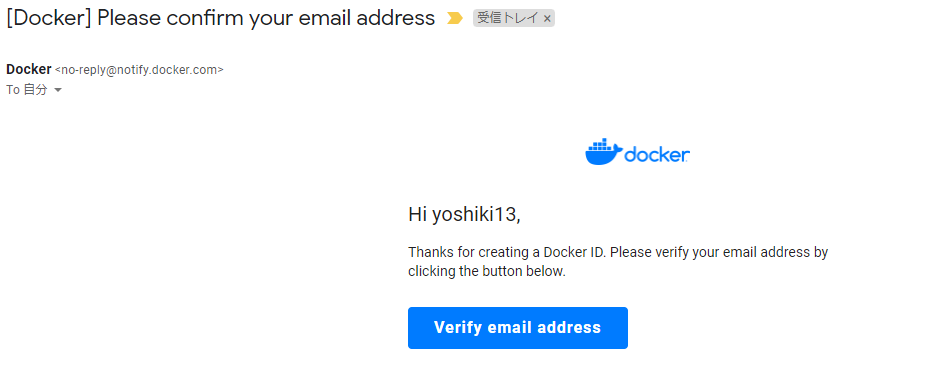 [Docker] Please confirm your email address 受信トレイ ×
Docker <no-reply@notify.docker.com>
To 自分
docker
Hi yoshiki13,
Thanks for creating a Docker ID. Please verify your email address by
clicking the button below.
Verify email address